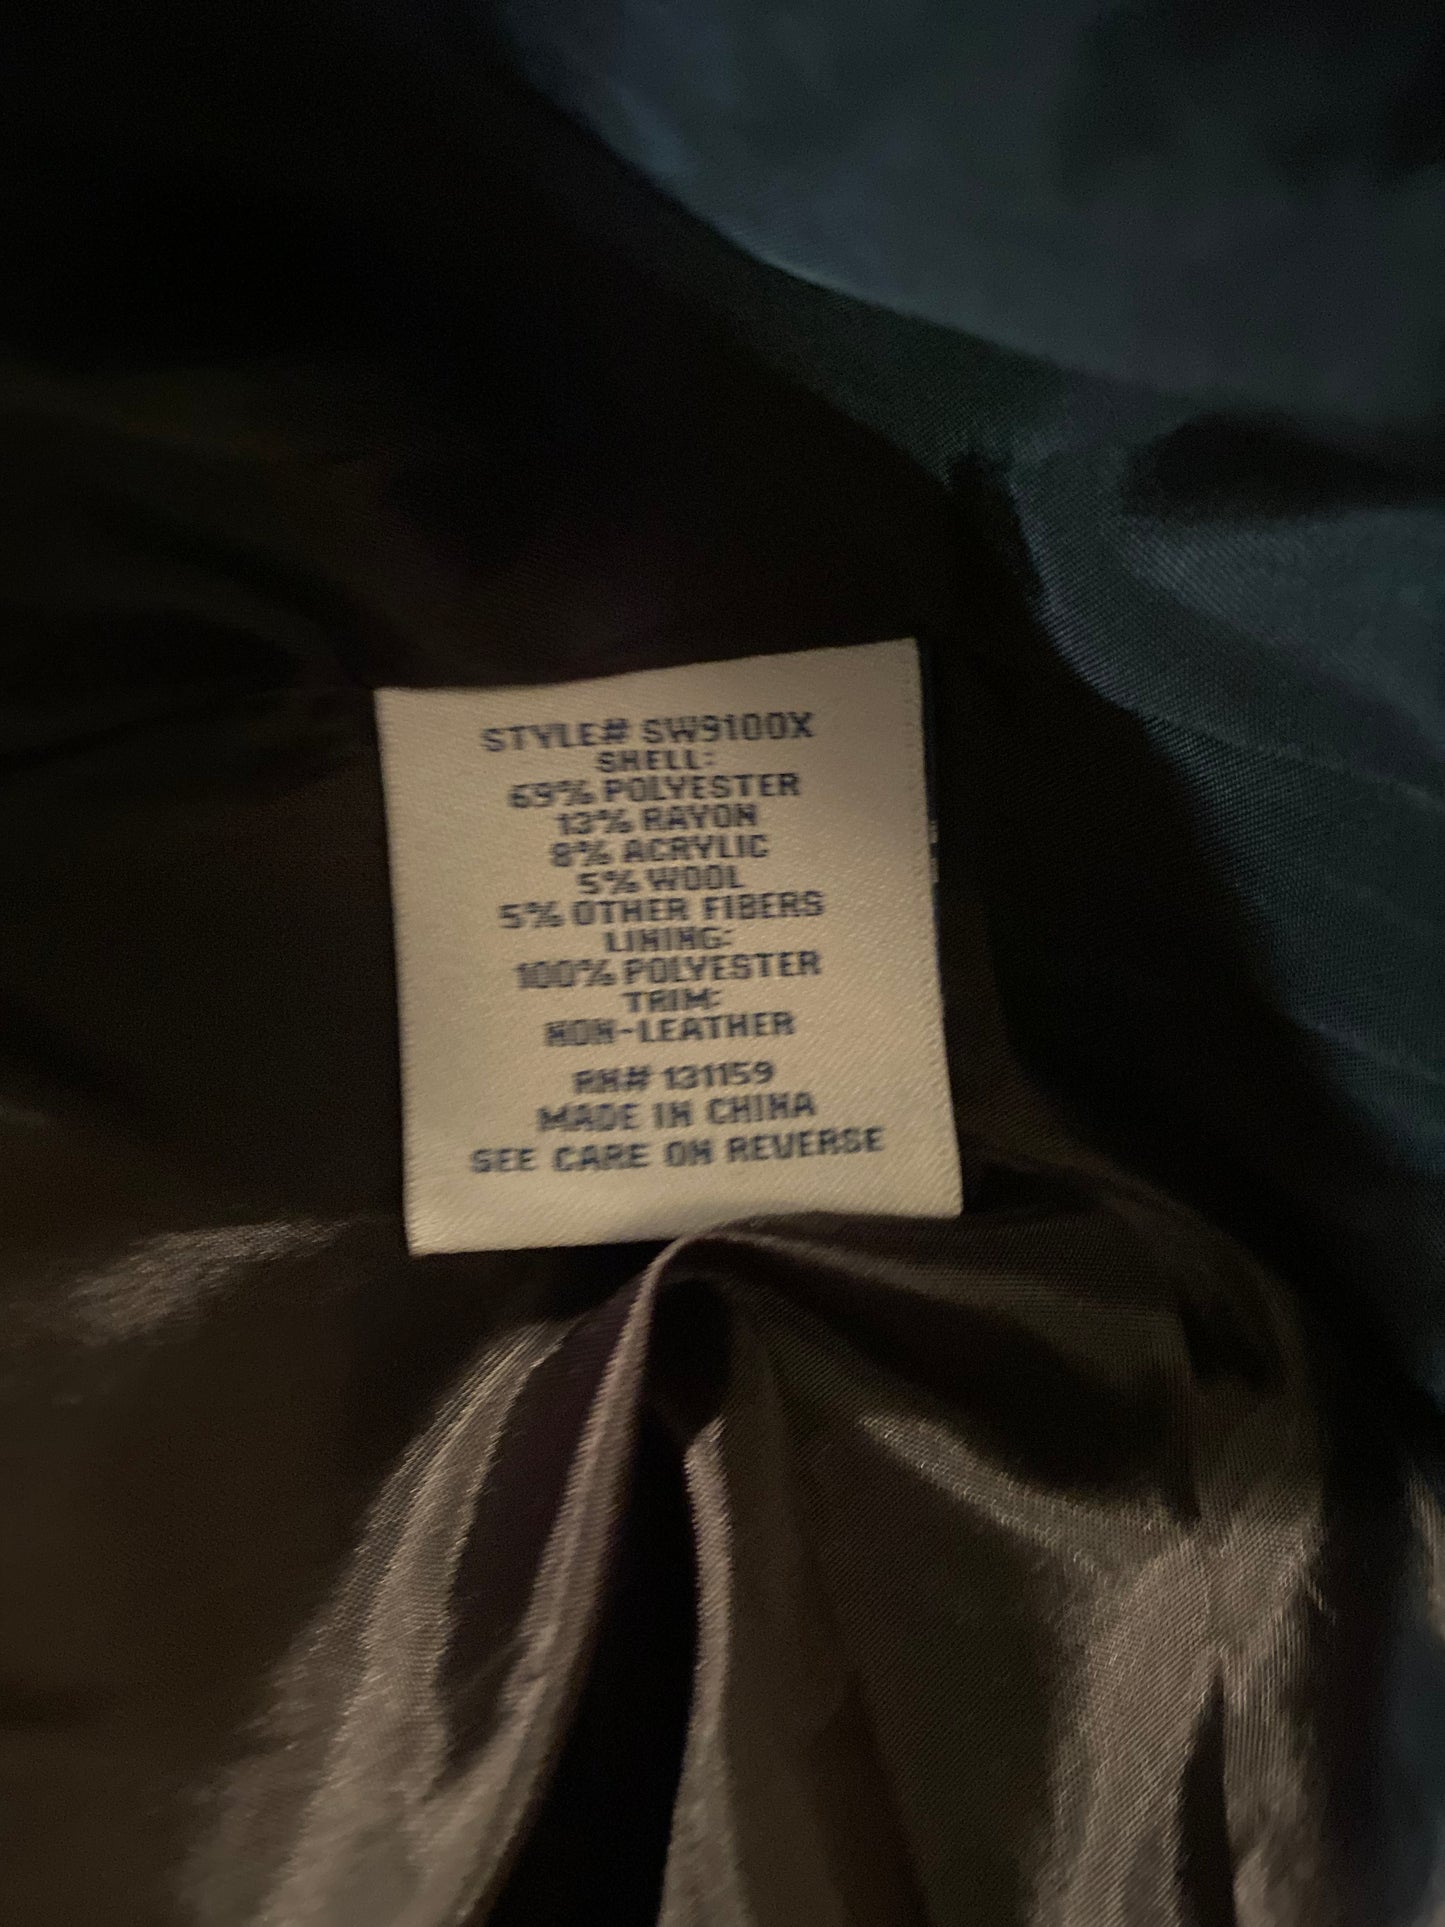 STYLE# SW9100X
SHELL:
69% POLYESTER
13% RAYON
8% ACRYLIC
5% WOOL
5% OTHER FIBERS
LINING:
100% POLYESTER
TRIM:
NON-LEATHER
RN# 131159
MADE IN CHINA
SEE CARE ON REVERSE